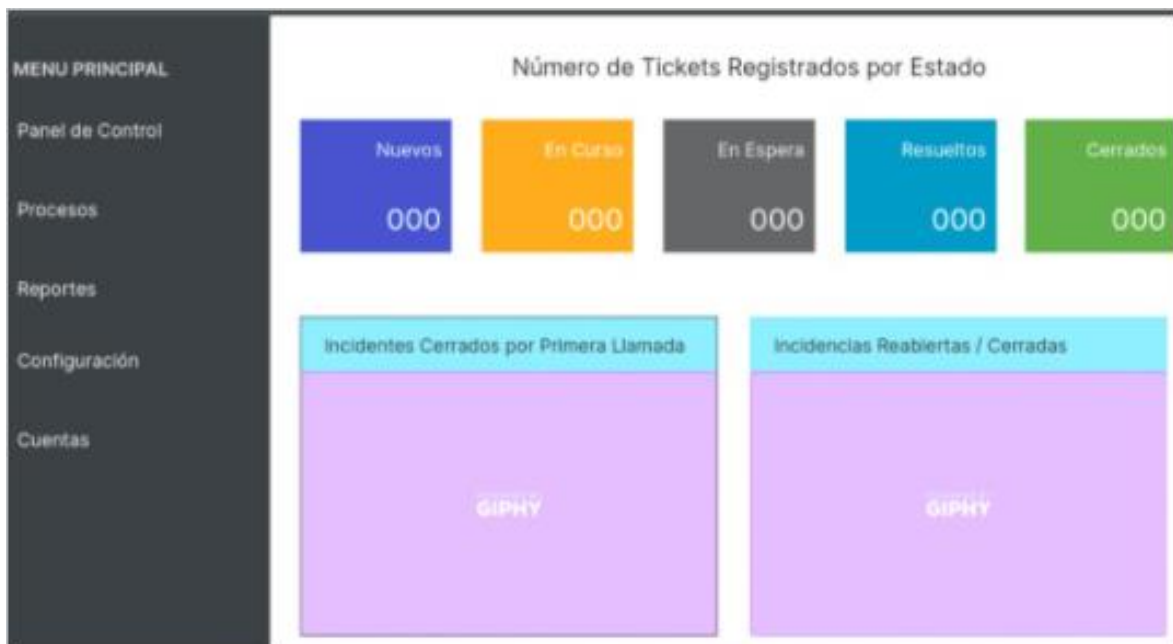 MENU PRINCIPAL
Panel de Control
Procesos
Reportes
Configuración
Cuentas
Número de Tickets Registrados por Estado
Nuevos
000
En Curso
000
En Espera
000
Resueltos
000
Cerrados
000
Incidentes Cerrados por Primera Llamada
GIPHY
Incidencias Reabiertas / Cerradas
GIPHY